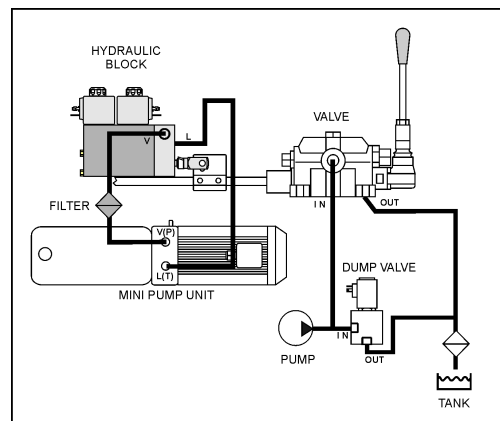 HYDRAULIC
BLOCK
VALVE
V
L
IN
OUT
FILTER
V(P)
L(T)
MINI PUMP UNIT
DUMP VALVE
PUMP
IN
OUT
TANK